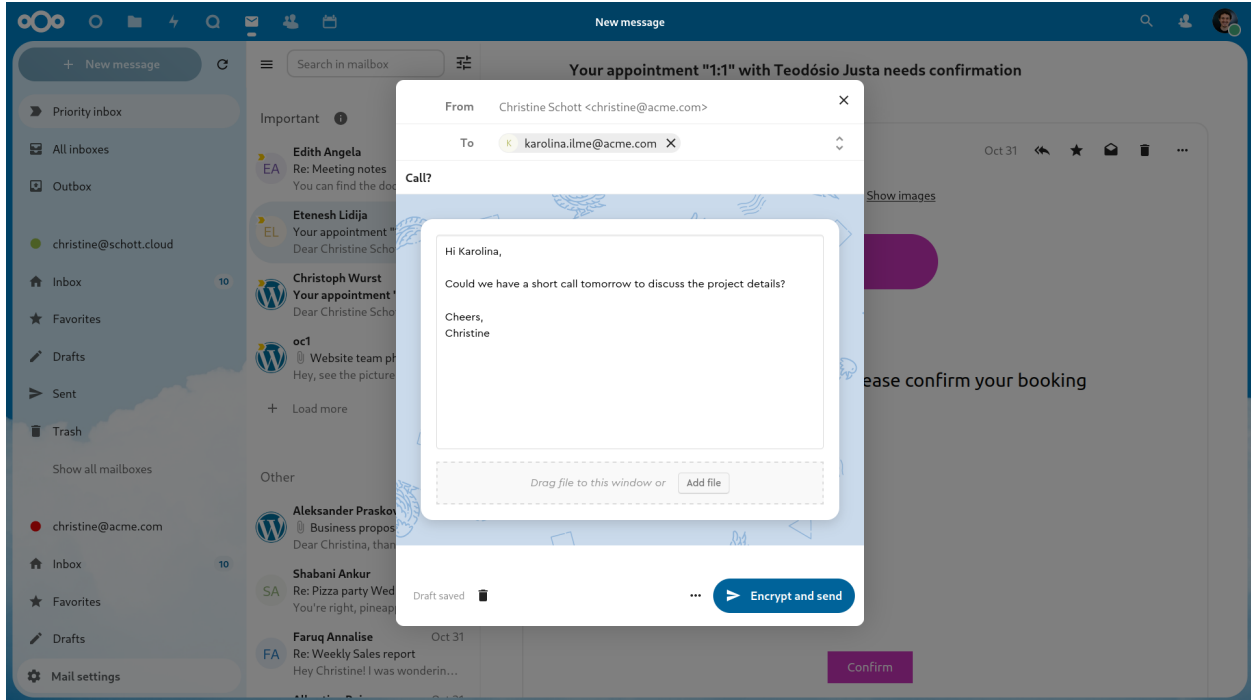 New message
+ New message
Search in mailbox
Your appointment "1:1" with Teodósio Justa needs confirmation
Priority inbox
All inboxes
Outbox
christine@schott.cloud
Inbox 10
Favorites
Drafts
Sent
Trash
Show all mailboxes
christine@acme.com
Inbox 10
Favorites
Drafts
Mail settings
Important
EA
Edith Angela
Re: Meeting notes
You can find the doc
EL
Etenesh Lidija
Your appointment "
Dear Christine Scho
Christoph Wurst
Your appointment "
Dear Christine Scho
oc1
Website team ph
Hey, see the picture
+ Load more
Other
Aleksander Praskov
Business propos
Dear Christina, than
SA
Shabani Ankur
Re: Pizza party Wed
You're right, pineap
FA
Faruq Annalise Oct 31
Re: Weekly Sales report
Hey Christine! I was wonderin...
From Christine Schott <christine@acme.com>
To K karolina.ilme@acme.com
Call?
Hi Karolina,
Could we have a short call tomorrow to discuss the project details?
Cheers,
Christine
Drag file to this window or Add file
Draft saved
Encrypt and send
Oct 31
Show images
ease confirm your booking
Confirm